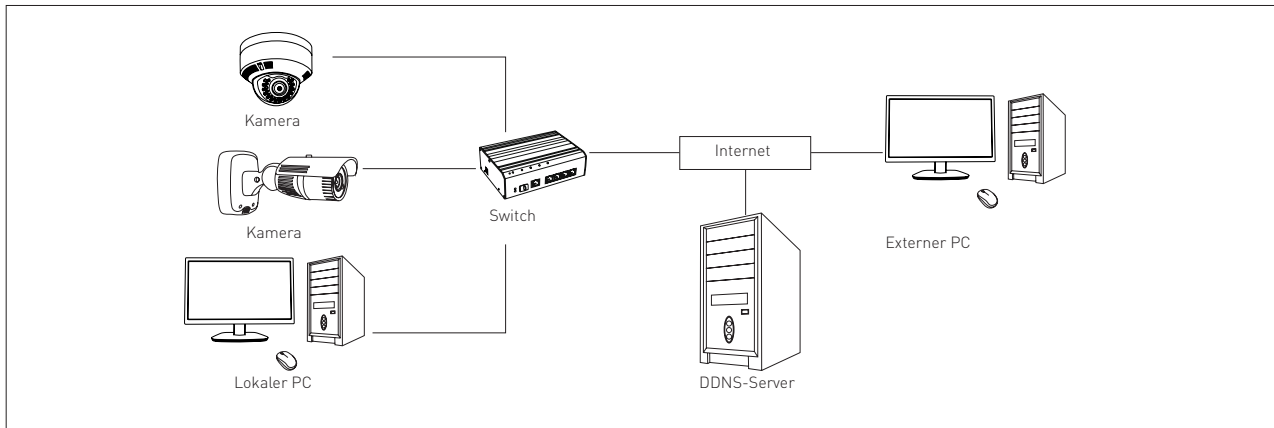 Kamera
Kamera
Switch
Lokaler PC
Internet
DDNS-Server
Externer PC